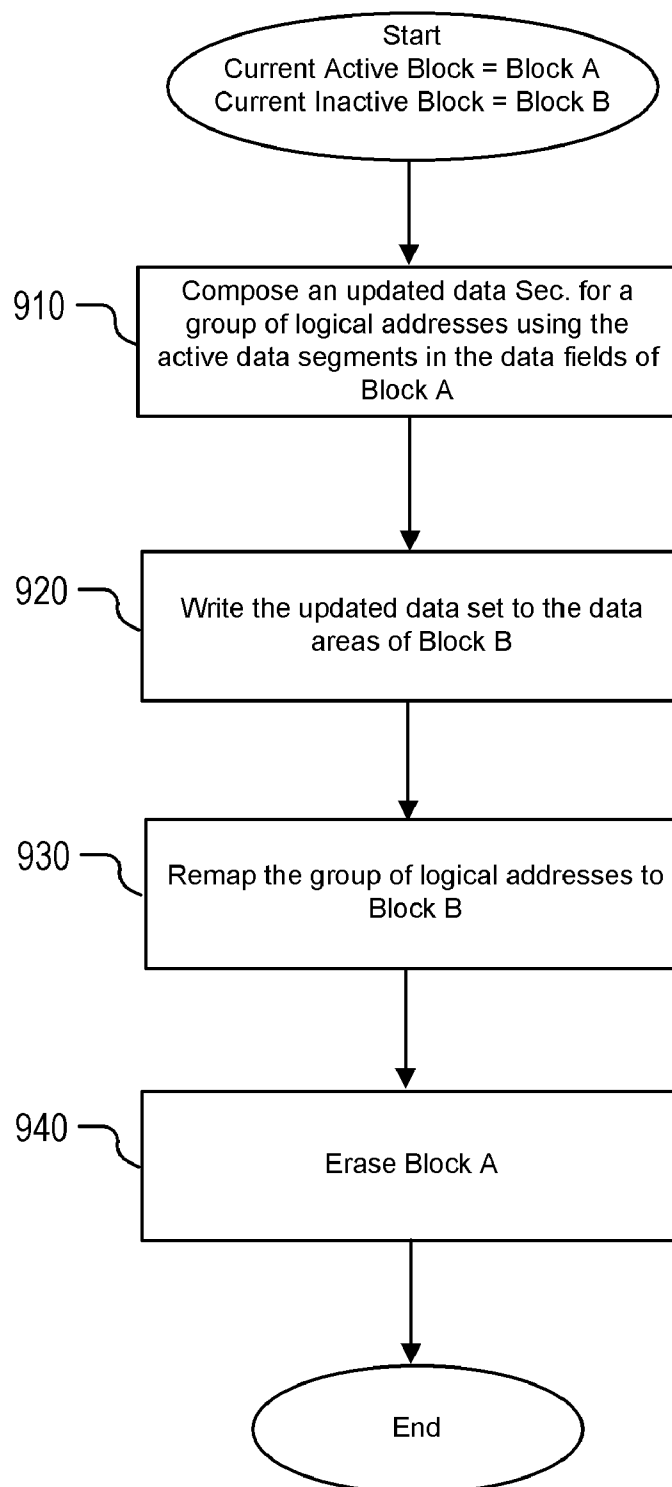 Start
Current Active Block = Block A
Current Inactive Block = Block B
910
Compose an updated data Sec. for a
group of logical addresses using the
active data segments in the data fields of
Block A
920
Write the updated data set to the data
areas of Block B
930
Remap the group of logical addresses to
Block B
940
Erase Block A
End